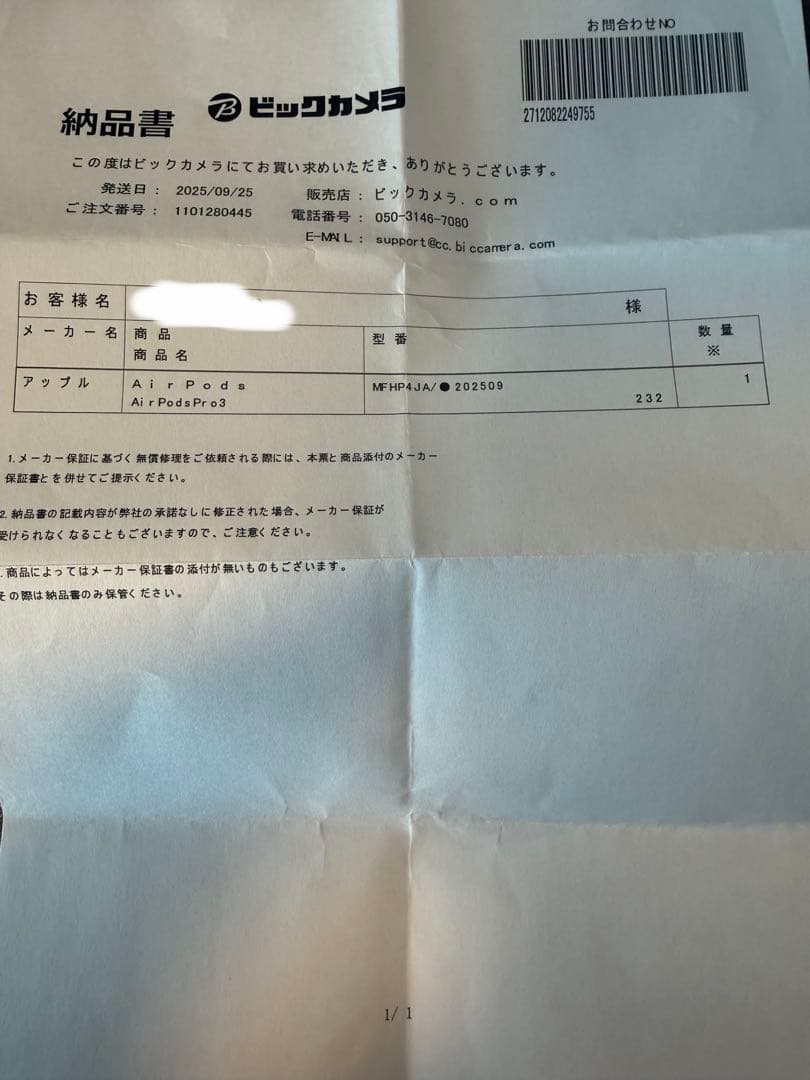 お問合わせNO
2712082249755
納品書
B ビックカメラ
この度はビックカメラにてお買い求めいただき、ありがとうございます。
発送日： 2025/09/25 販売店： ビックカメラ.com
ご注文番号： 1101280445 電話番号： 050-3146-7080
E-MAIL： support@cc.biccamera.com
お客様名 様
メーカー名 商品 型番 数量
商品名 ※
アップル AirPods MFHP4JA/● 202509 1
AirPodsPro3 232
1.メーカー保証に基づく無償修理をご依頼される際には、本票と商品添付のメーカー
保証書とを併せてご提示ください。
2.納品書の記載内容が弊社の承諾なしに修正された場合、メーカー保証が
受けられなくなることもございますので、ご注意ください。
.商品によってはメーカー保証書の添付が無いものもございます。
その際は納品書のみ保管ください。
1/ 1